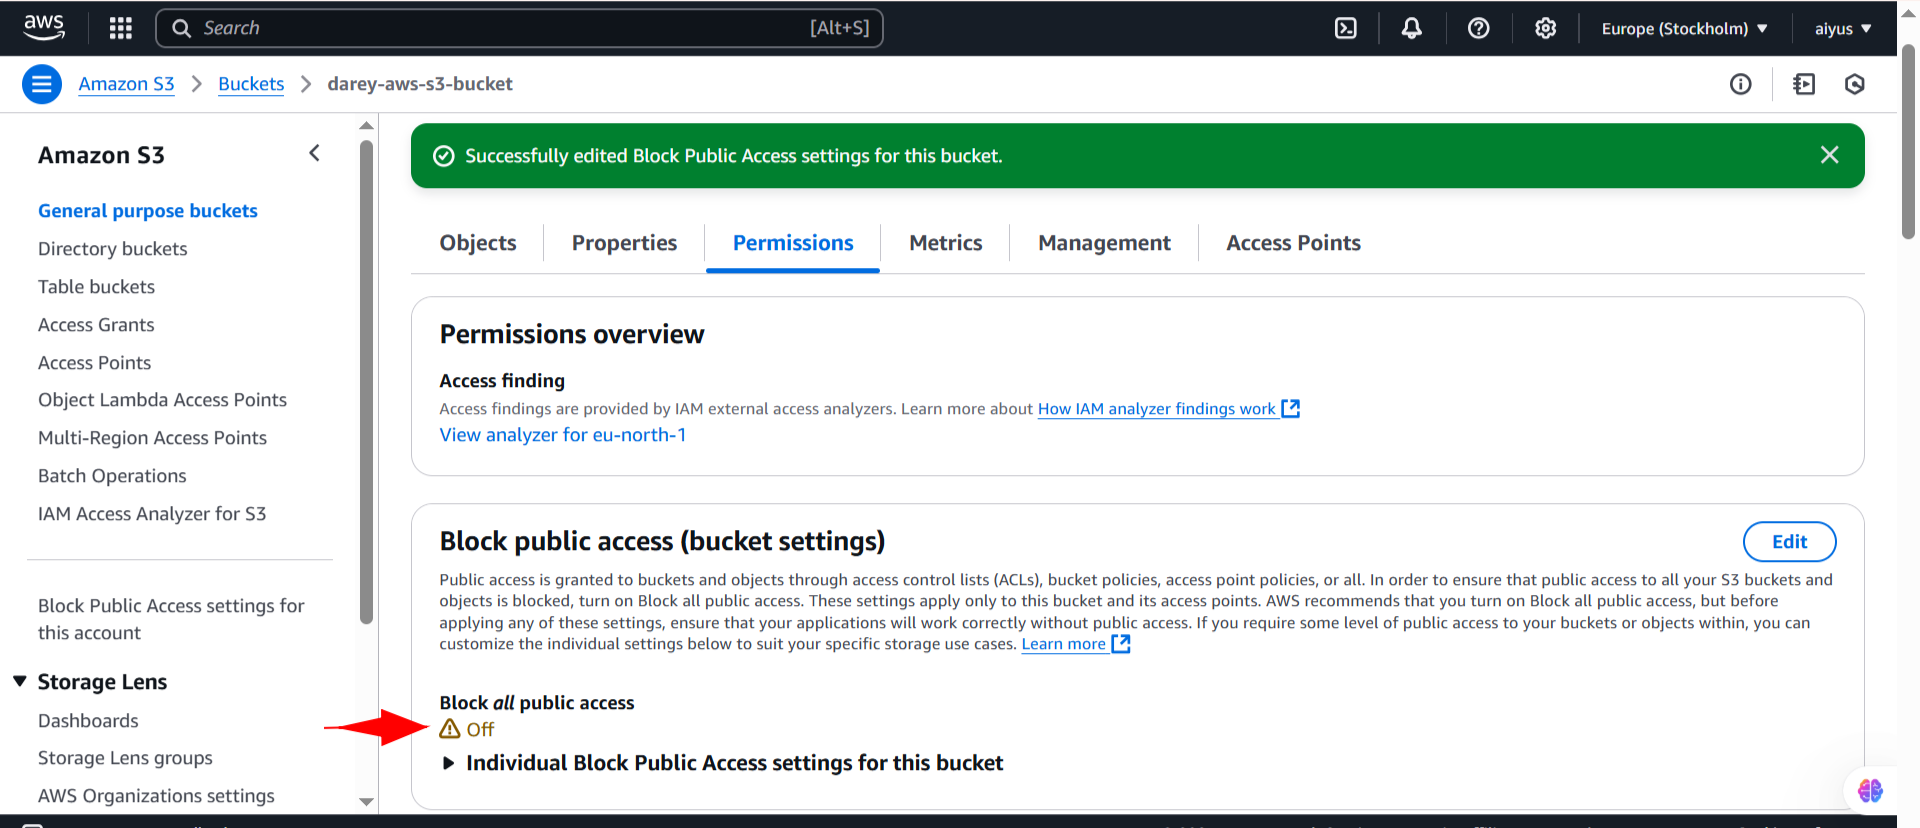 aws
Search
[Alt+S]
Europe (Stockholm)
aiyus
Amazon S3
Buckets
darey-aws-s3-bucket
Amazon S3
General purpose buckets
Directory buckets
Table buckets
Access Grants
Access Points
Object Lambda Access Points
Multi-Region Access Points
Batch Operations
IAM Access Analyzer for S3
Block Public Access settings for
this account
Storage Lens
Dashboards
Storage Lens groups
AWS Organizations settings
Successfully edited Block Public Access settings for this bucket.
Objects
Properties
Permissions
Metrics
Management
Access Points
Permissions overview
Access finding
Access findings are provided by IAM external access analyzers. Learn more about How IAM analyzer findings work
View analyzer for eu-north-1
Block public access (bucket settings)
Edit
Public access is granted to buckets and objects through access control lists (ACLs), bucket policies, access point policies, or all. In order to ensure that public access to all your S3 buckets and
objects is blocked, turn on Block all public access. These settings apply only to this bucket and its access points. AWS recommends that you turn on Block all public access, but before
applying any of these settings, ensure that your applications will work correctly without public access. If you require some level of public access to your buckets or objects within, you can
customize the individual settings below to suit your specific storage use cases. Learn more
Block all public access
Off
Individual Block Public Access settings for this bucket